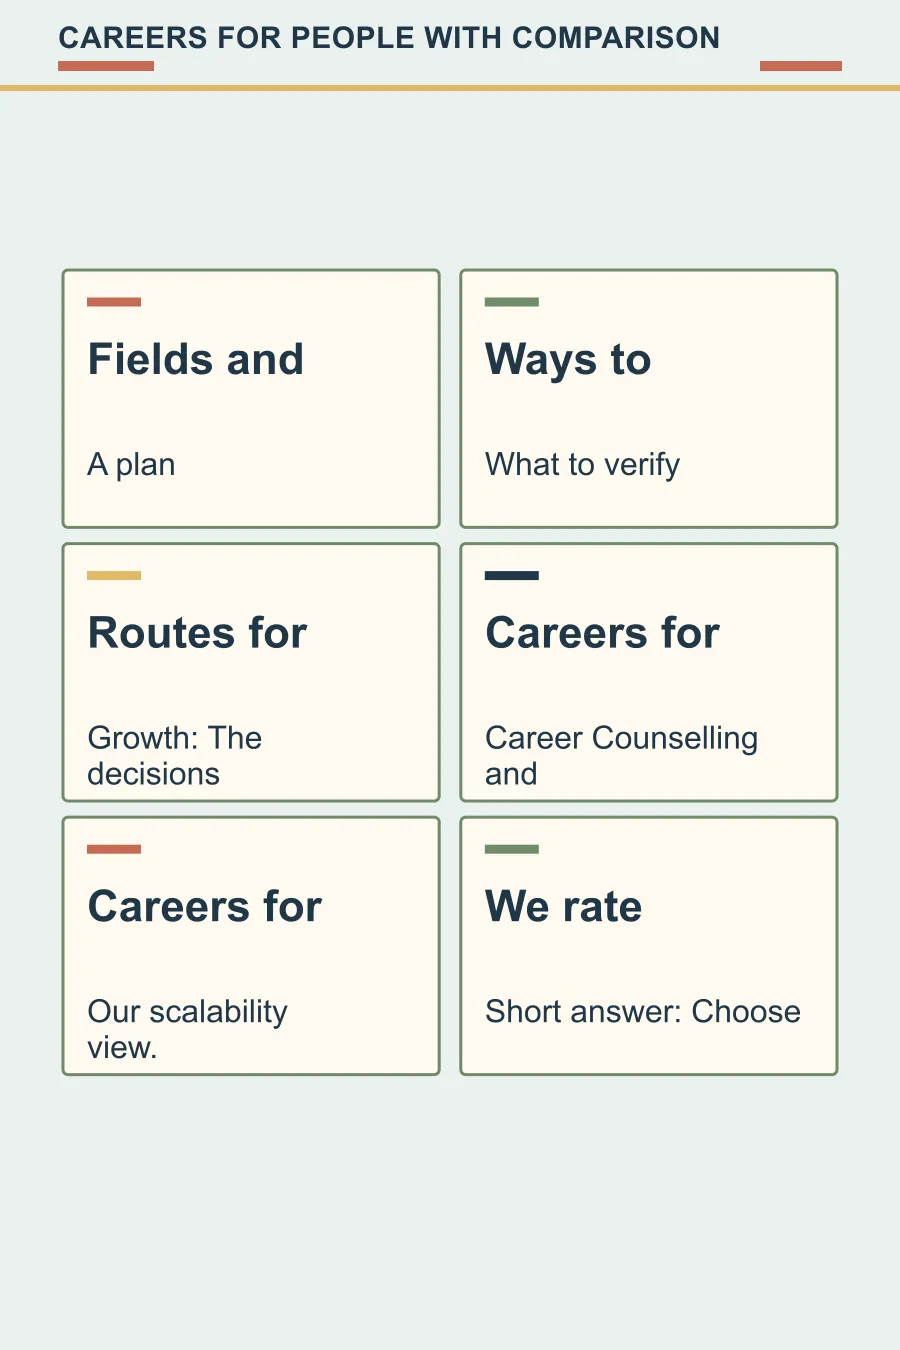 CAREERS FOR PEOPLE WITH COMPARISON
Fields and
A plan
Ways to
What to verify
Routes for
Growth: The
decisions
Careers for
Career Counselling
and
Careers for
Our scalability
view.
We rate
Short answer: Choose